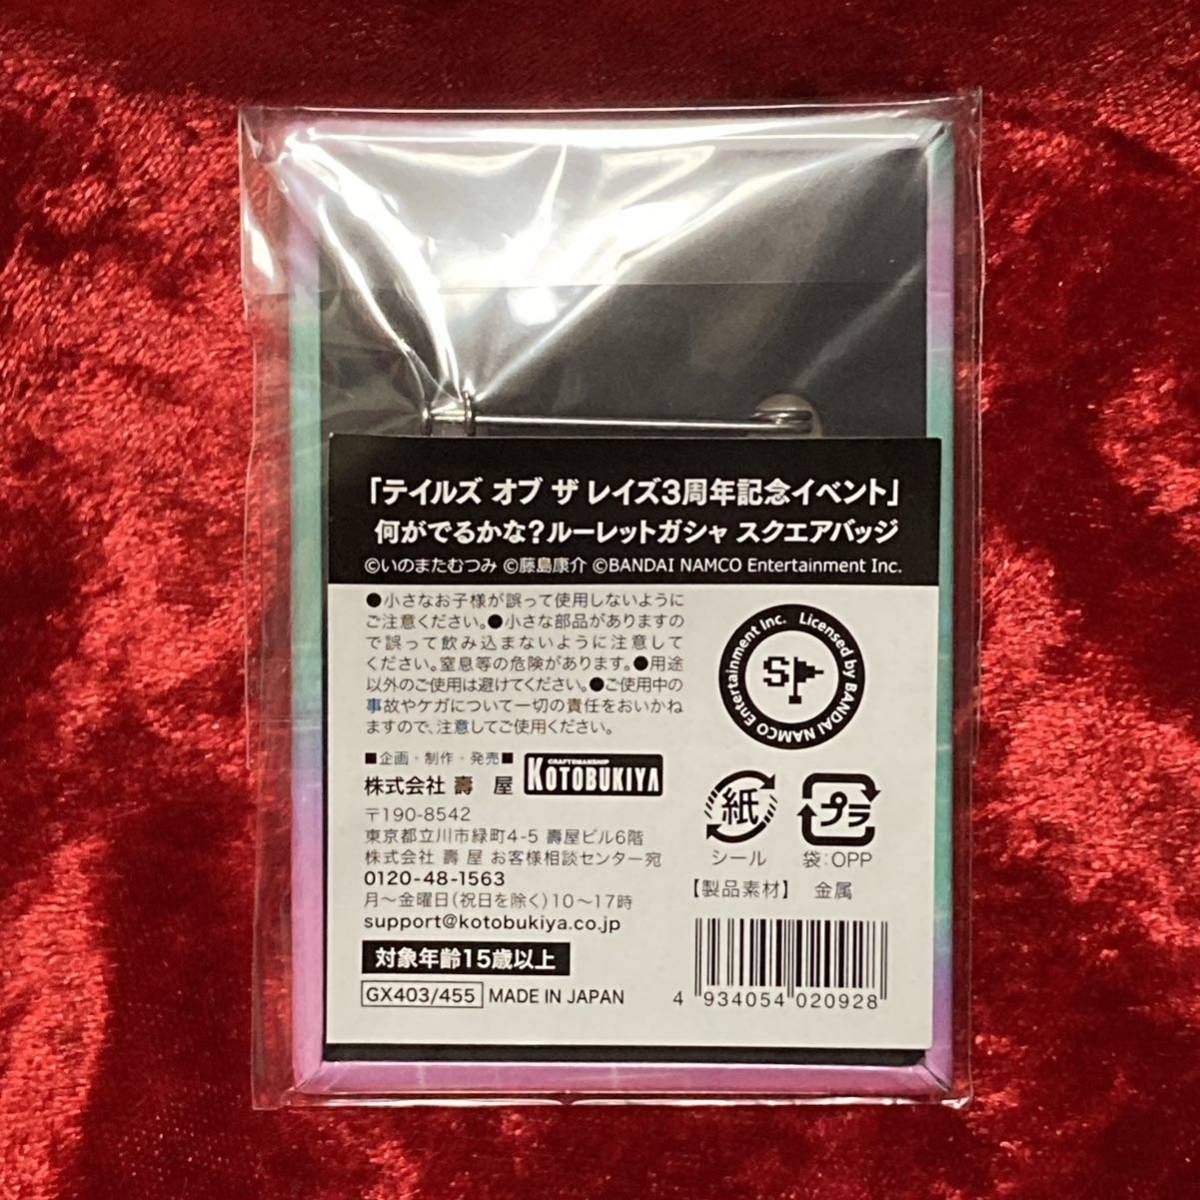 「テイルズ オブ ザ レイズ3周年記念イベント」
何がでるかな？ルーレットガシャ スクエアバッジ
©いのまたむつみ ©藤島康介 ©BANDAI NAMCO Entertainment Inc.
●小さなお子様が誤って使用しないように
ご注意ください。●小さな部品がありますの
で誤って飲み込まないように注意して
ください。窒息等の危険があります。●用途
以外のご使用は避けてください。●ご使用中の
事故やケガについて一切の責任をおいかね
ますので、注意してご使用ください。
Licensed by BANDAI NAMCO Entertainment Inc.
SP
■企画・制作・発売■
株式会社 壽 屋
CRAFTSMANSHIP
KOTOBUKIYA
〒190-8542
東京都立川市緑町4-5 壽屋ビル6階
株式会社 壽 屋 お客様相談センター宛
0120-48-1563
月〜金曜日(祝日を除く)10〜17時
support@kotobukiya.co.jp
紙
シール
プラ
袋:OPP
【製品素材】 金属
対象年齢15歳以上
GX403/455 MADE IN JAPAN
4 934054 020928